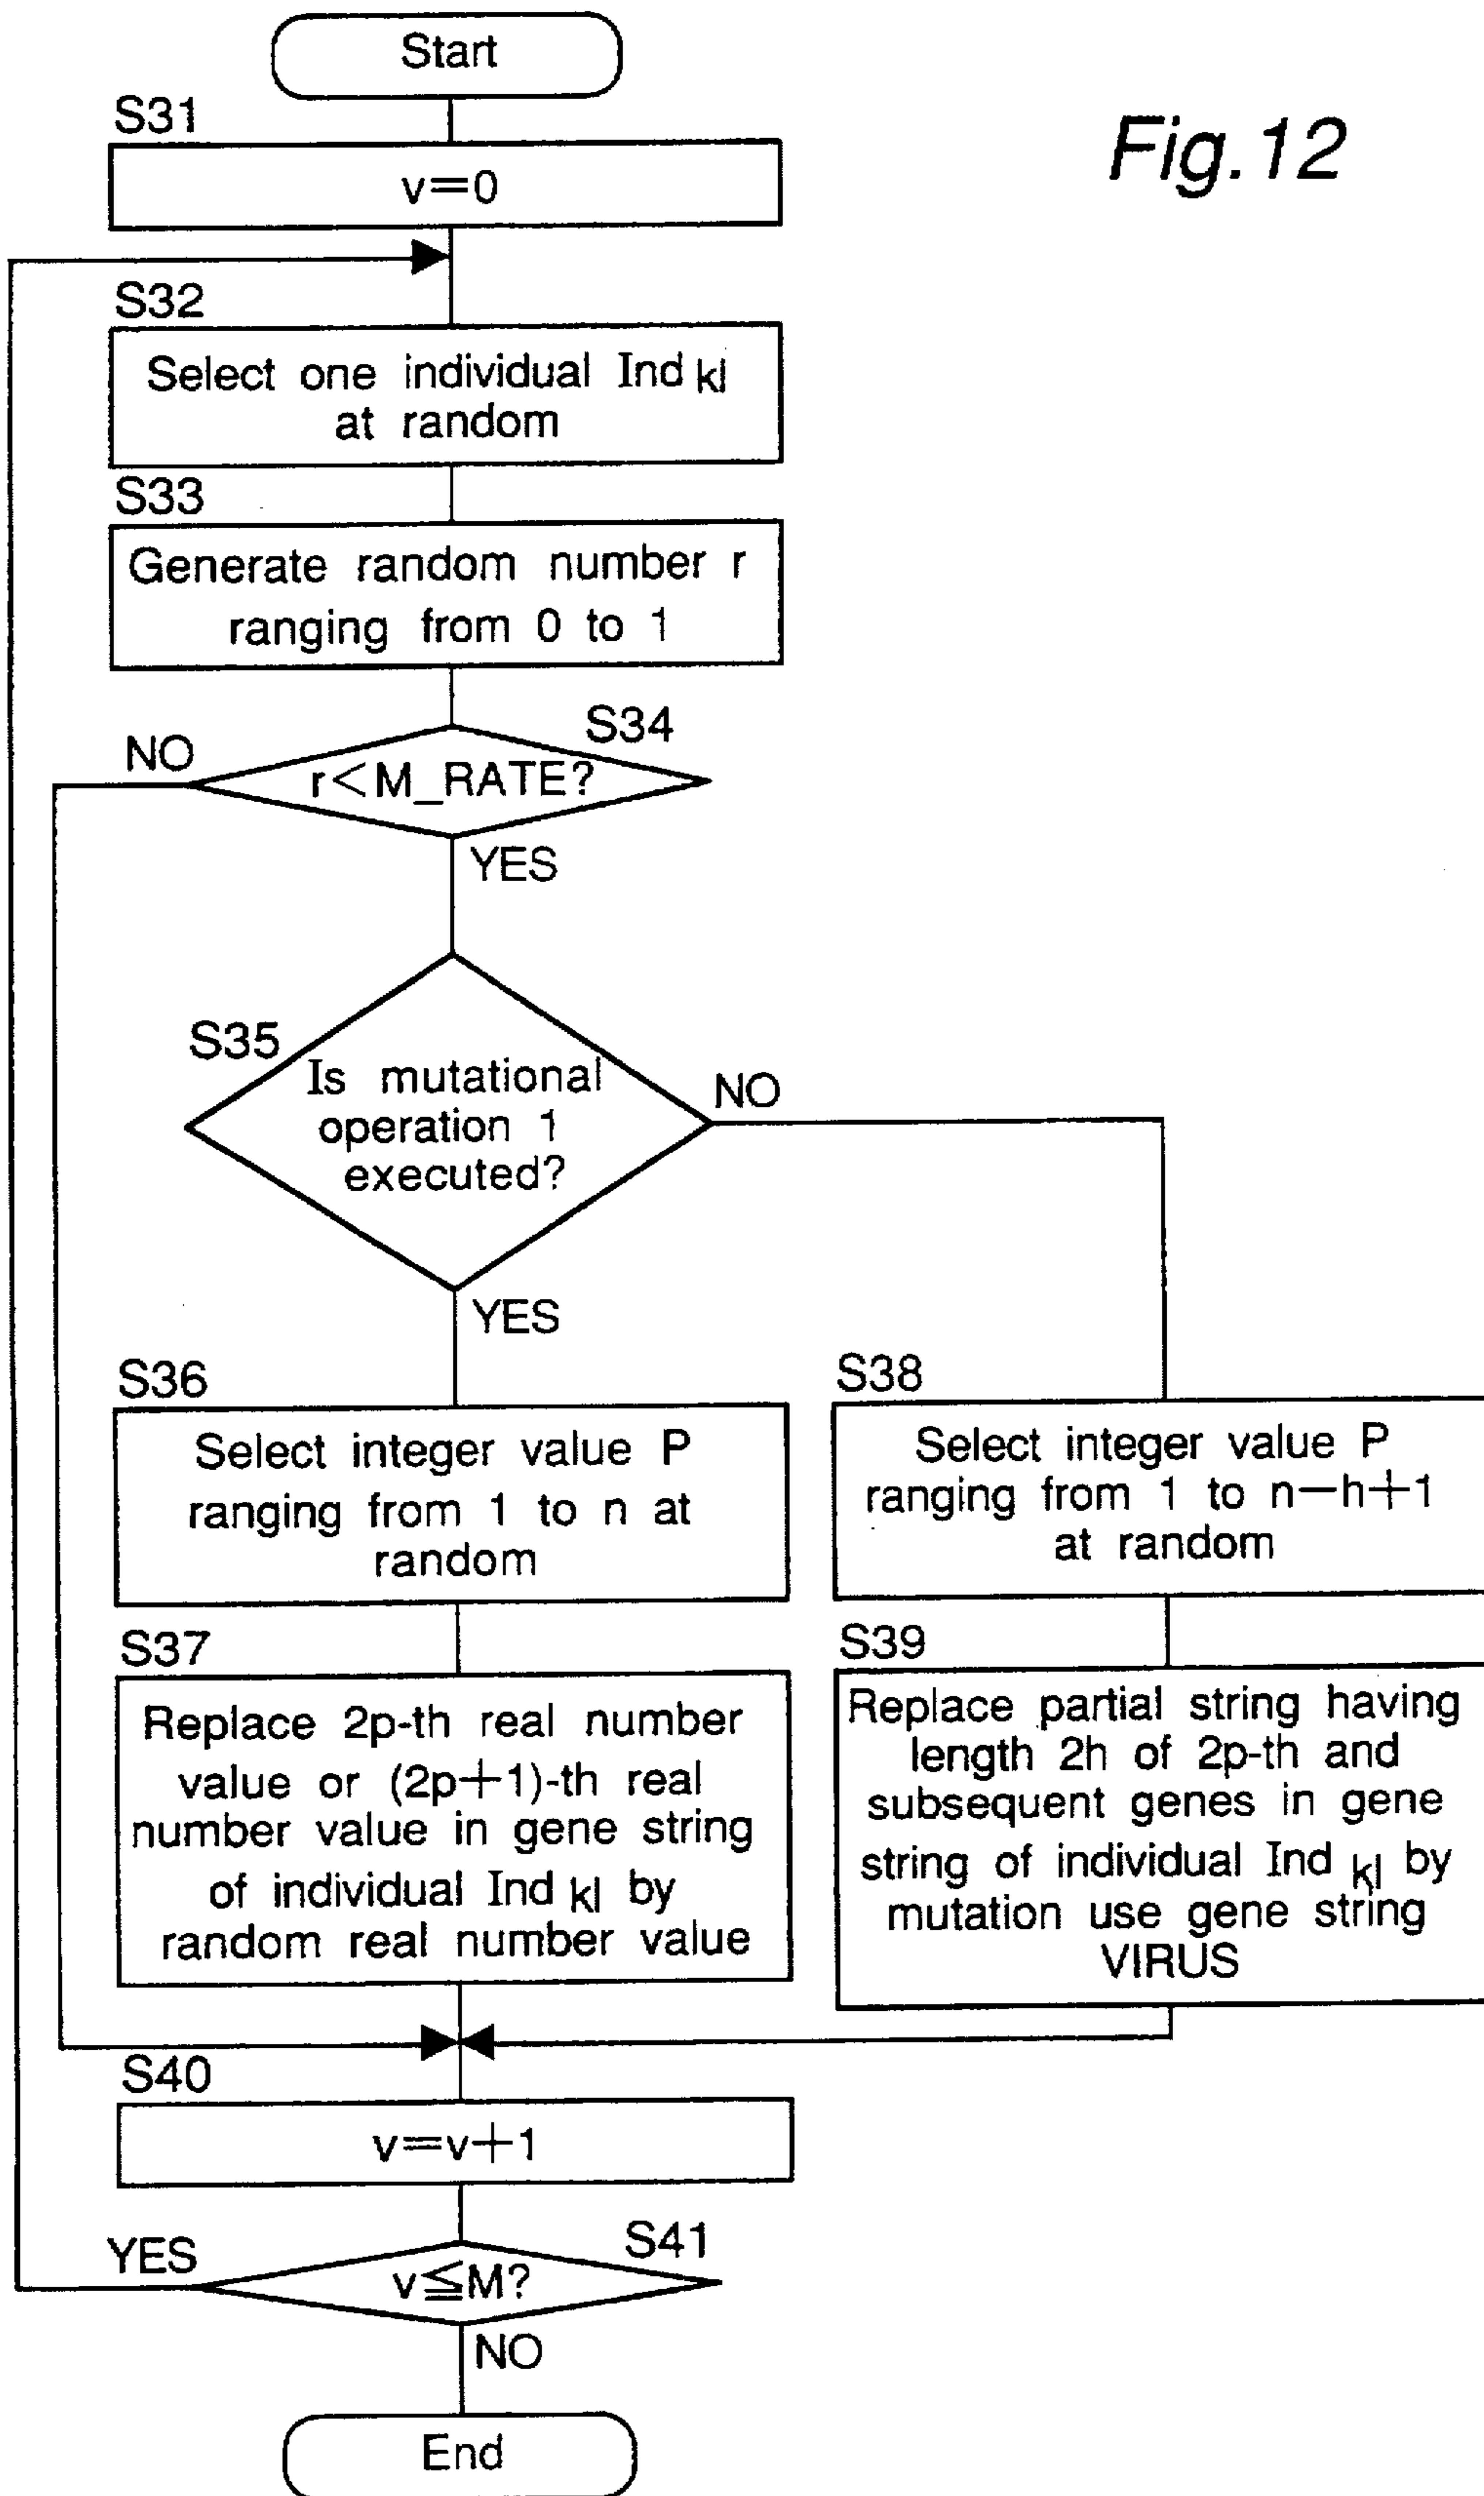 Start
Fig.12
S31
v=0
S32
Select one individual Ind kl
at random
S33
Generate random number r
ranging from 0 to 1
S34
NO
r<M_RATE?
YES
S35
Is mutational
operation 1
executed?
NO
YES
S36
Select integer value P
ranging from 1 to n at
random
S38
Select integer value P
ranging from 1 to n−h+1
at random
S37
Replace 2p-th real number
value or (2p+1)-th real
number value in gene string
of individual Ind kl by
random real number value
S39
Replace partial string having
length 2h of 2p-th and
subsequent genes in gene
string of individual Ind kl by
mutation use gene string
VIRUS
S40
v=v+1
S41
YES
v≦M?
NO
End